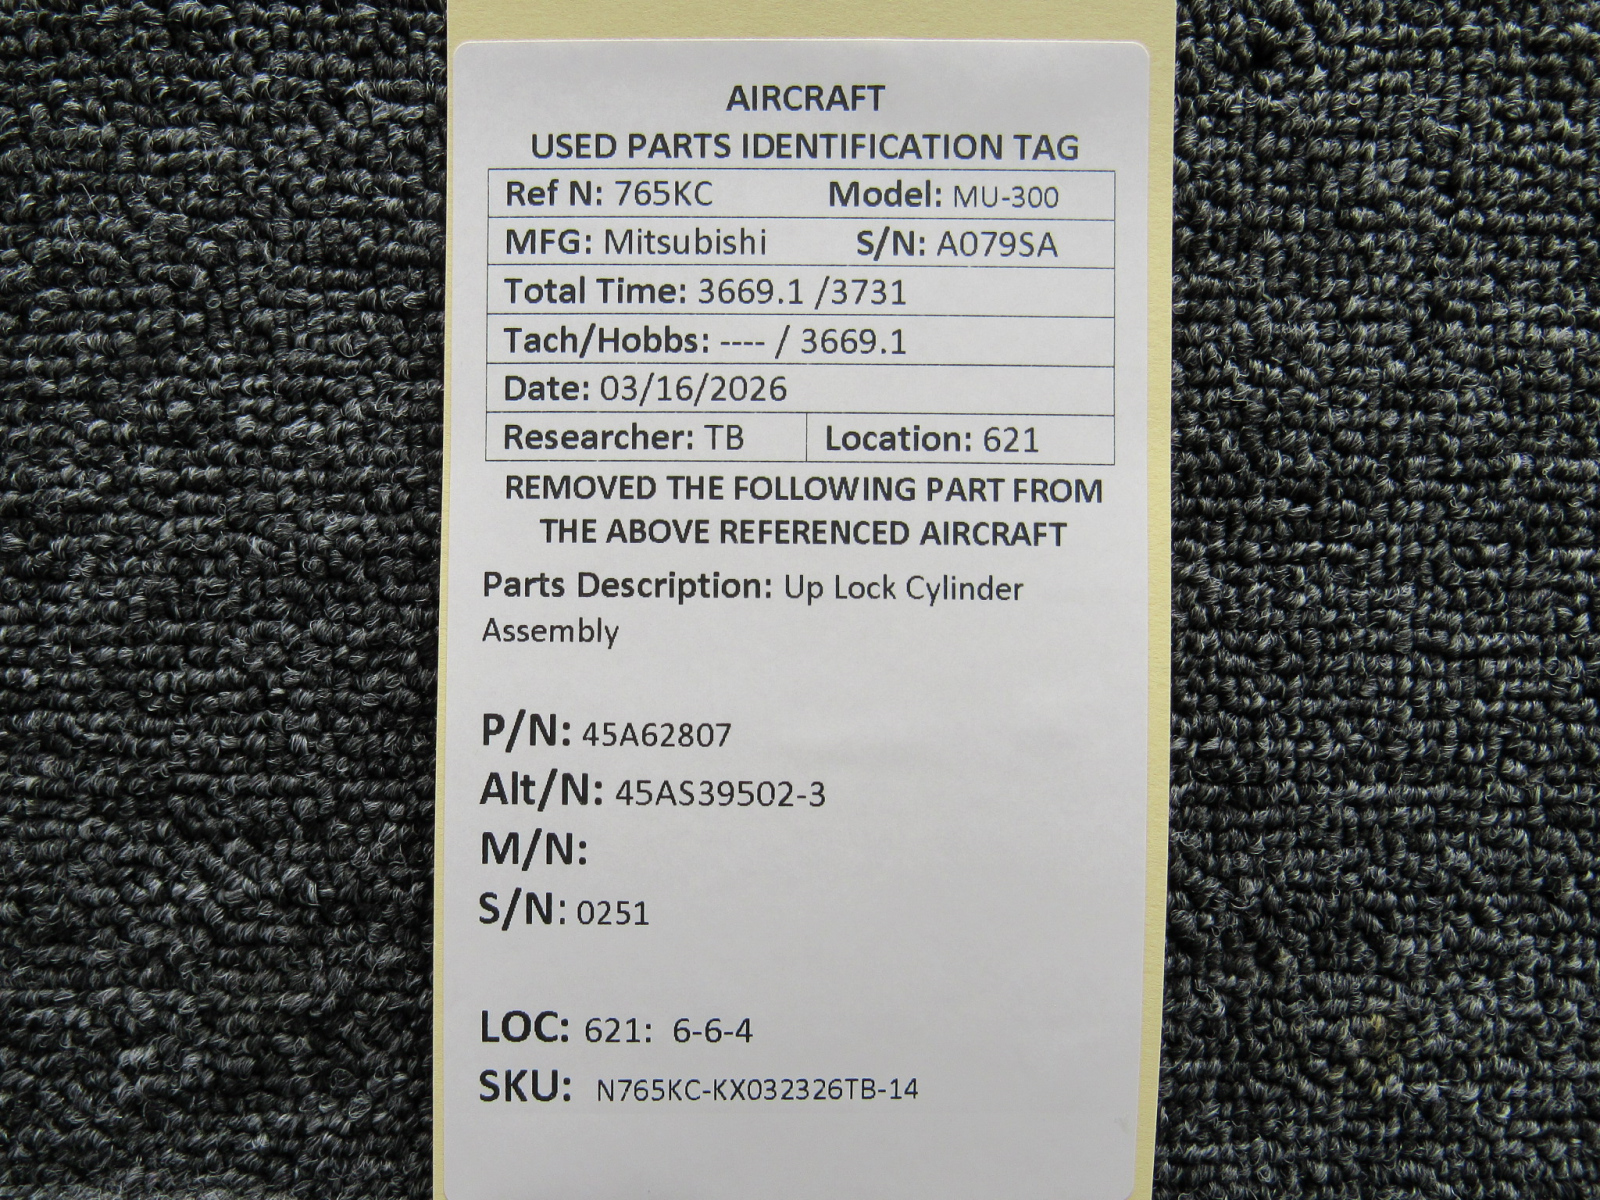 AIRCRAFT
USED PARTS IDENTIFICATION TAG
Ref N: 765KC Model: MU-300
MFG: Mitsubishi S/N: A079SA
Total Time: 3669.1 /3731
Tach/Hobbs: ---- / 3669.1
Date: 03/16/2026
Researcher: TB Location: 621
REMOVED THE FOLLOWING PART FROM
THE ABOVE REFERENCED AIRCRAFT
Parts Description: Up Lock Cylinder
Assembly
P/N: 45A62807
Alt/N: 45AS39502-3
M/N:
S/N: 0251
LOC: 621: 6-6-4
SKU: N765KC-KX032326TB-14